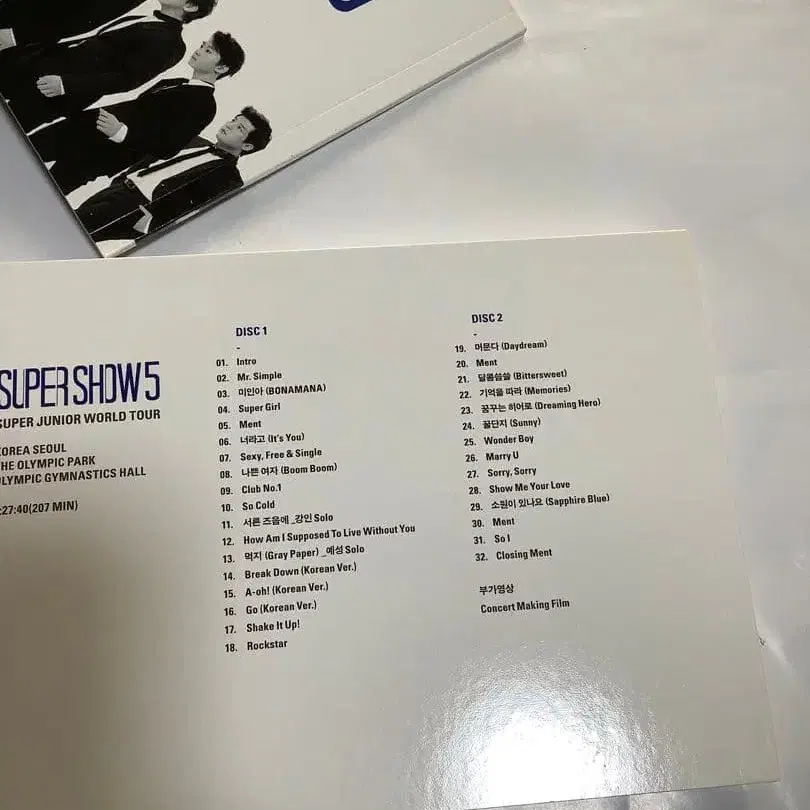 SUPERSHOW5
SUPER JUNIOR WORLD TOUR
KOREA SEOUL
THE OLYMPIC PARK
OLYMPIC GYMNASTICS HALL
:27:40(207 MIN)
DISC 1
-
01. Intro
02. Mr. Simple
03. 미인아 (BONAMANA)
04. Super Girl
05. Ment
06. 너라고 (It's You)
07. Sexy, Free & Single
08. 나쁜 여자 (Boom Boom)
09. Club No.1
10. So Cold
11. 서른 즈음에 _강인 Solo
12. How Am I Supposed To Live Without You
13. 먹지 (Gray Paper) _예성 Solo
14. Break Down (Korean Ver.)
15. A-oh! (Korean Ver.)
16. Go (Korean Ver.)
17. Shake It Up!
18. Rockstar
DISC 2
-
19. 머문다 (Daydream)
20. Ment
21. 달콤씁쓸 (Bittersweet)
22. 기억을 따라 (Memories)
23. 꿈꾸는 히어로 (Dreaming Hero)
24. 꿀단지 (Sunny)
25. Wonder Boy
26. Marry U
27. Sorry, Sorry
28. Show Me Your Love
29. 소원이 있나요 (Sapphire Blue)
30. Ment
31. So I
32. Closing Ment
부가영상
Concert Making Film